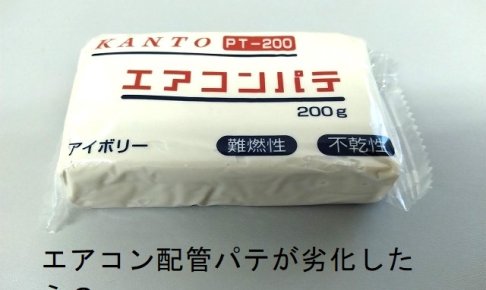 KANTO PT-200
エアコンパテ
200g
アイボリー 難燃性 不乾性
エアコン配管パテが劣化した